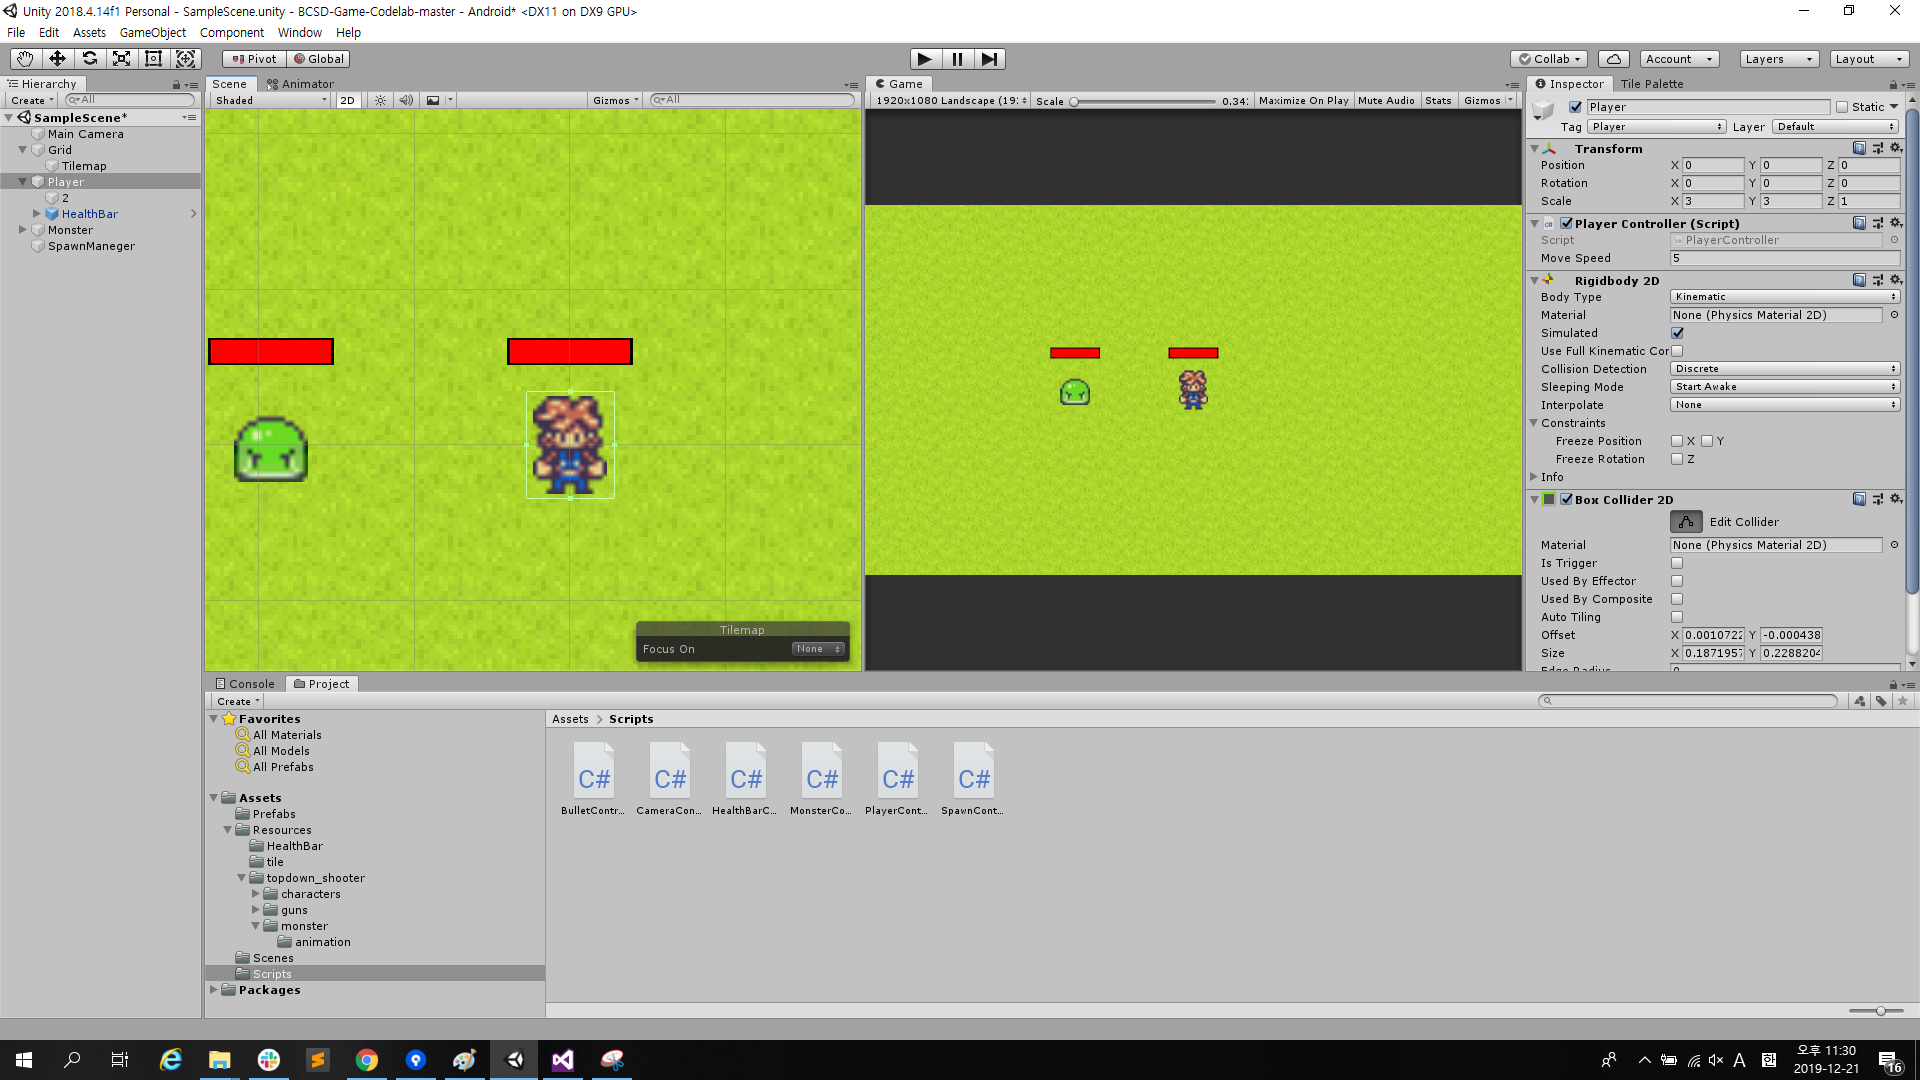 Unity 2018.4.14f1 Personal - SampleScene.unity - BCSD-Game-Codelab-master - Android* <DX11 on DX9 GPU>
File Edit Assets GameObject Component Window Help
Pivot Global Collab Account Layers Layout
Hierarchy
Create All
SampleScene*
Main Camera
Grid
Tilemap
Player
2
HealthBar
Monster
SpawnManeger
Scene Animator
Shaded 2D Gizmos All
Tilemap
Focus On None
Game
1920x1080 Landscape (19: Scale 0.34: Maximize On Play Mute Audio Stats Gizmos
Inspector Tile Palette
Player Static
Tag Player Layer Default
Transform
Position X 0 Y 0 Z 0
Rotation X 0 Y 0 Z 0
Scale X 3 Y 3 Z 1
Player Controller (Script)
Script PlayerController
Move Speed 5
Rigidbody 2D
Body Type Kinematic
Material None (Physics Material 2D)
Simulated
Use Full Kinematic Cor
Collision Detection Discrete
Sleeping Mode Start Awake
Interpolate None
Constraints
Freeze Position X Y
Freeze Rotation Z
Info
Box Collider 2D
Edit Collider
Material None (Physics Material 2D)
Is Trigger
Used By Effector
Used By Composite
Auto Tiling
Offset X 0.0010722 Y -0.000438
Size X 0.1871957 Y 0.2288204
Console Project
Create
Favorites
All Materials
All Models
All Prefabs
Assets
Prefabs
Resources
HealthBar
tile
topdown_shooter
characters
guns
monster
animation
Scenes
Scripts
Packages
Assets > Scripts
C# C# C# C# C# C#
BulletContr... CameraCon... HealthBarC... MonsterCo... PlayerCont... SpawnCont...
A 한 오후 11:30
2019-12-21
16